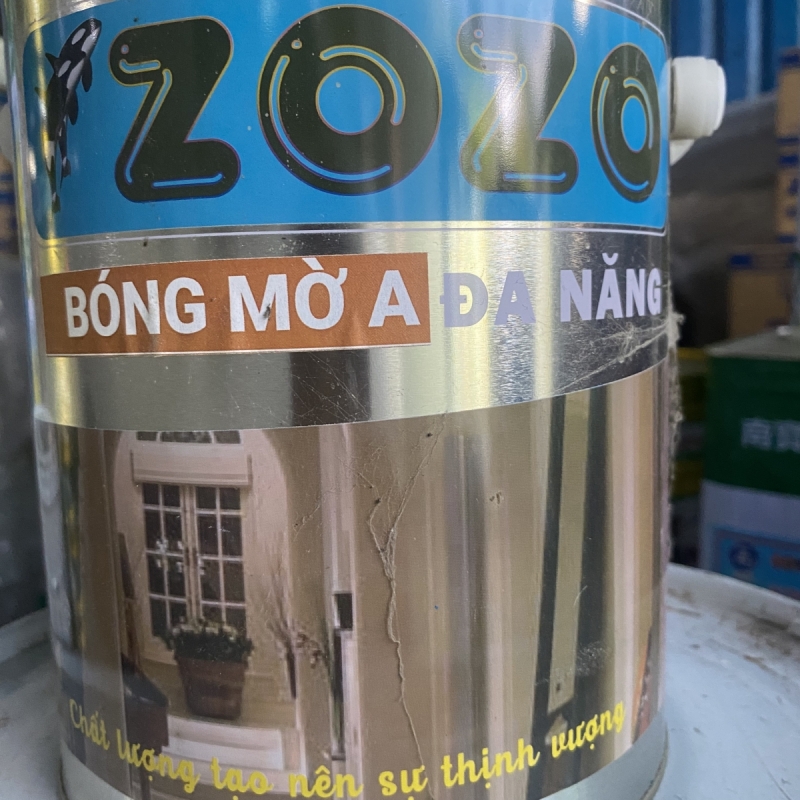 ZOZO
BÓNG MỜ A ĐA NĂNG
Chất lượng tạo nên sự thịnh vượng